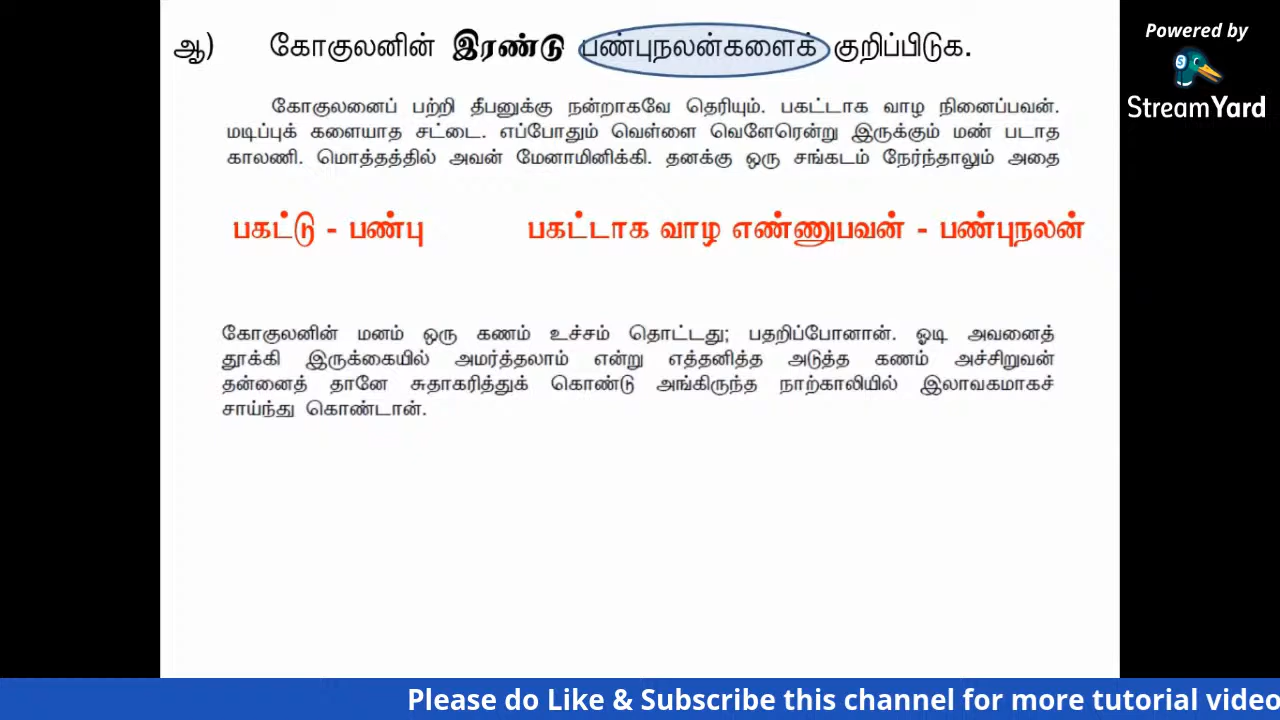 ஆ) கோகுலனின் இரண்டு பண்புநலன்களைக் குறிப்பிடுக.
Powered by
StreamYard
கோகுலனைப் பற்றி தீபனுக்கு நன்றாகவே தெரியும். பகட்டாக வாழ நினைப்பவன்.
மடிப்புக் களையாத சட்டை. எப்போதும் வெள்ளை வெளேரென்று இருக்கும் மண் படாத
காலணி. மொத்தத்தில் அவன் மேனாமினிக்கி. தனக்கு ஒரு சங்கடம் நேர்ந்தாலும் அதை
பகட்டு - பண்பு
பகட்டாக வாழ எண்ணுபவன் - பண்புநலன்
கோகுலனின் மனம் ஒரு கணம் உச்சம் தொட்டது; பதறிப்போனான். ஓடி அவனைத்
தூக்கி இருக்கையில் அமர்த்தலாம் என்று எத்தனித்த அடுத்த கணம் அச்சிறுவன்
தன்னைத் தானே சுதாகரித்துக் கொண்டு அங்கிருந்த நாற்காலியில் இலாவகமாகச்
சாய்ந்து கொண்டான்.
Please do Like & Subscribe this channel for more tutorial video